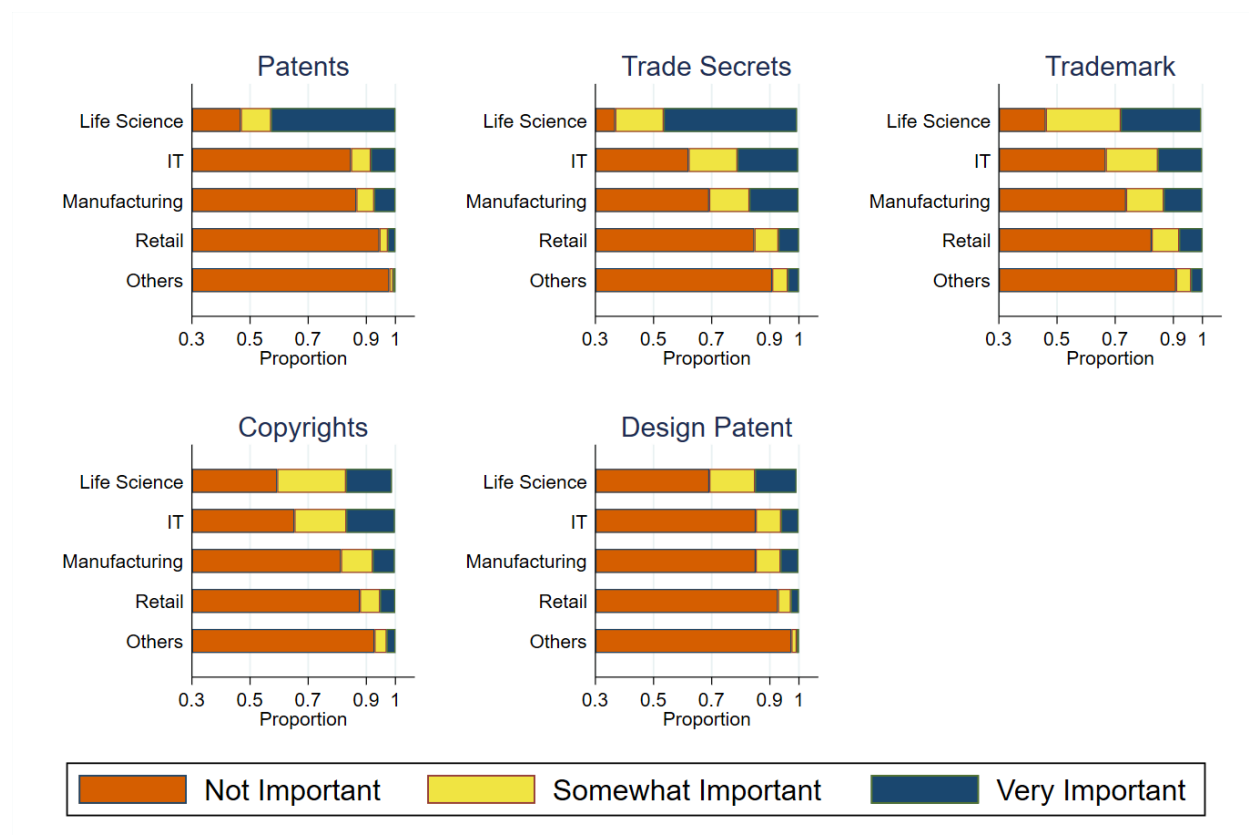 Patents
Life Science
IT
Manufacturing
Retail
Others
0.3 0.5 0.7 0.9 1
Proportion
Trade Secrets
Life Science
IT
Manufacturing
Retail
Others
0.3 0.5 0.7 0.9 1
Proportion
Trademark
Life Science
IT
Manufacturing
Retail
Others
0.3 0.5 0.7 0.9 1
Proportion
Copyrights
Life Science
IT
Manufacturing
Retail
Others
0.3 0.5 0.7 0.9 1
Proportion
Design Patent
Life Science
IT
Manufacturing
Retail
Others
0.3 0.5 0.7 0.9 1
Proportion
Not Important Somewhat Important Very Important